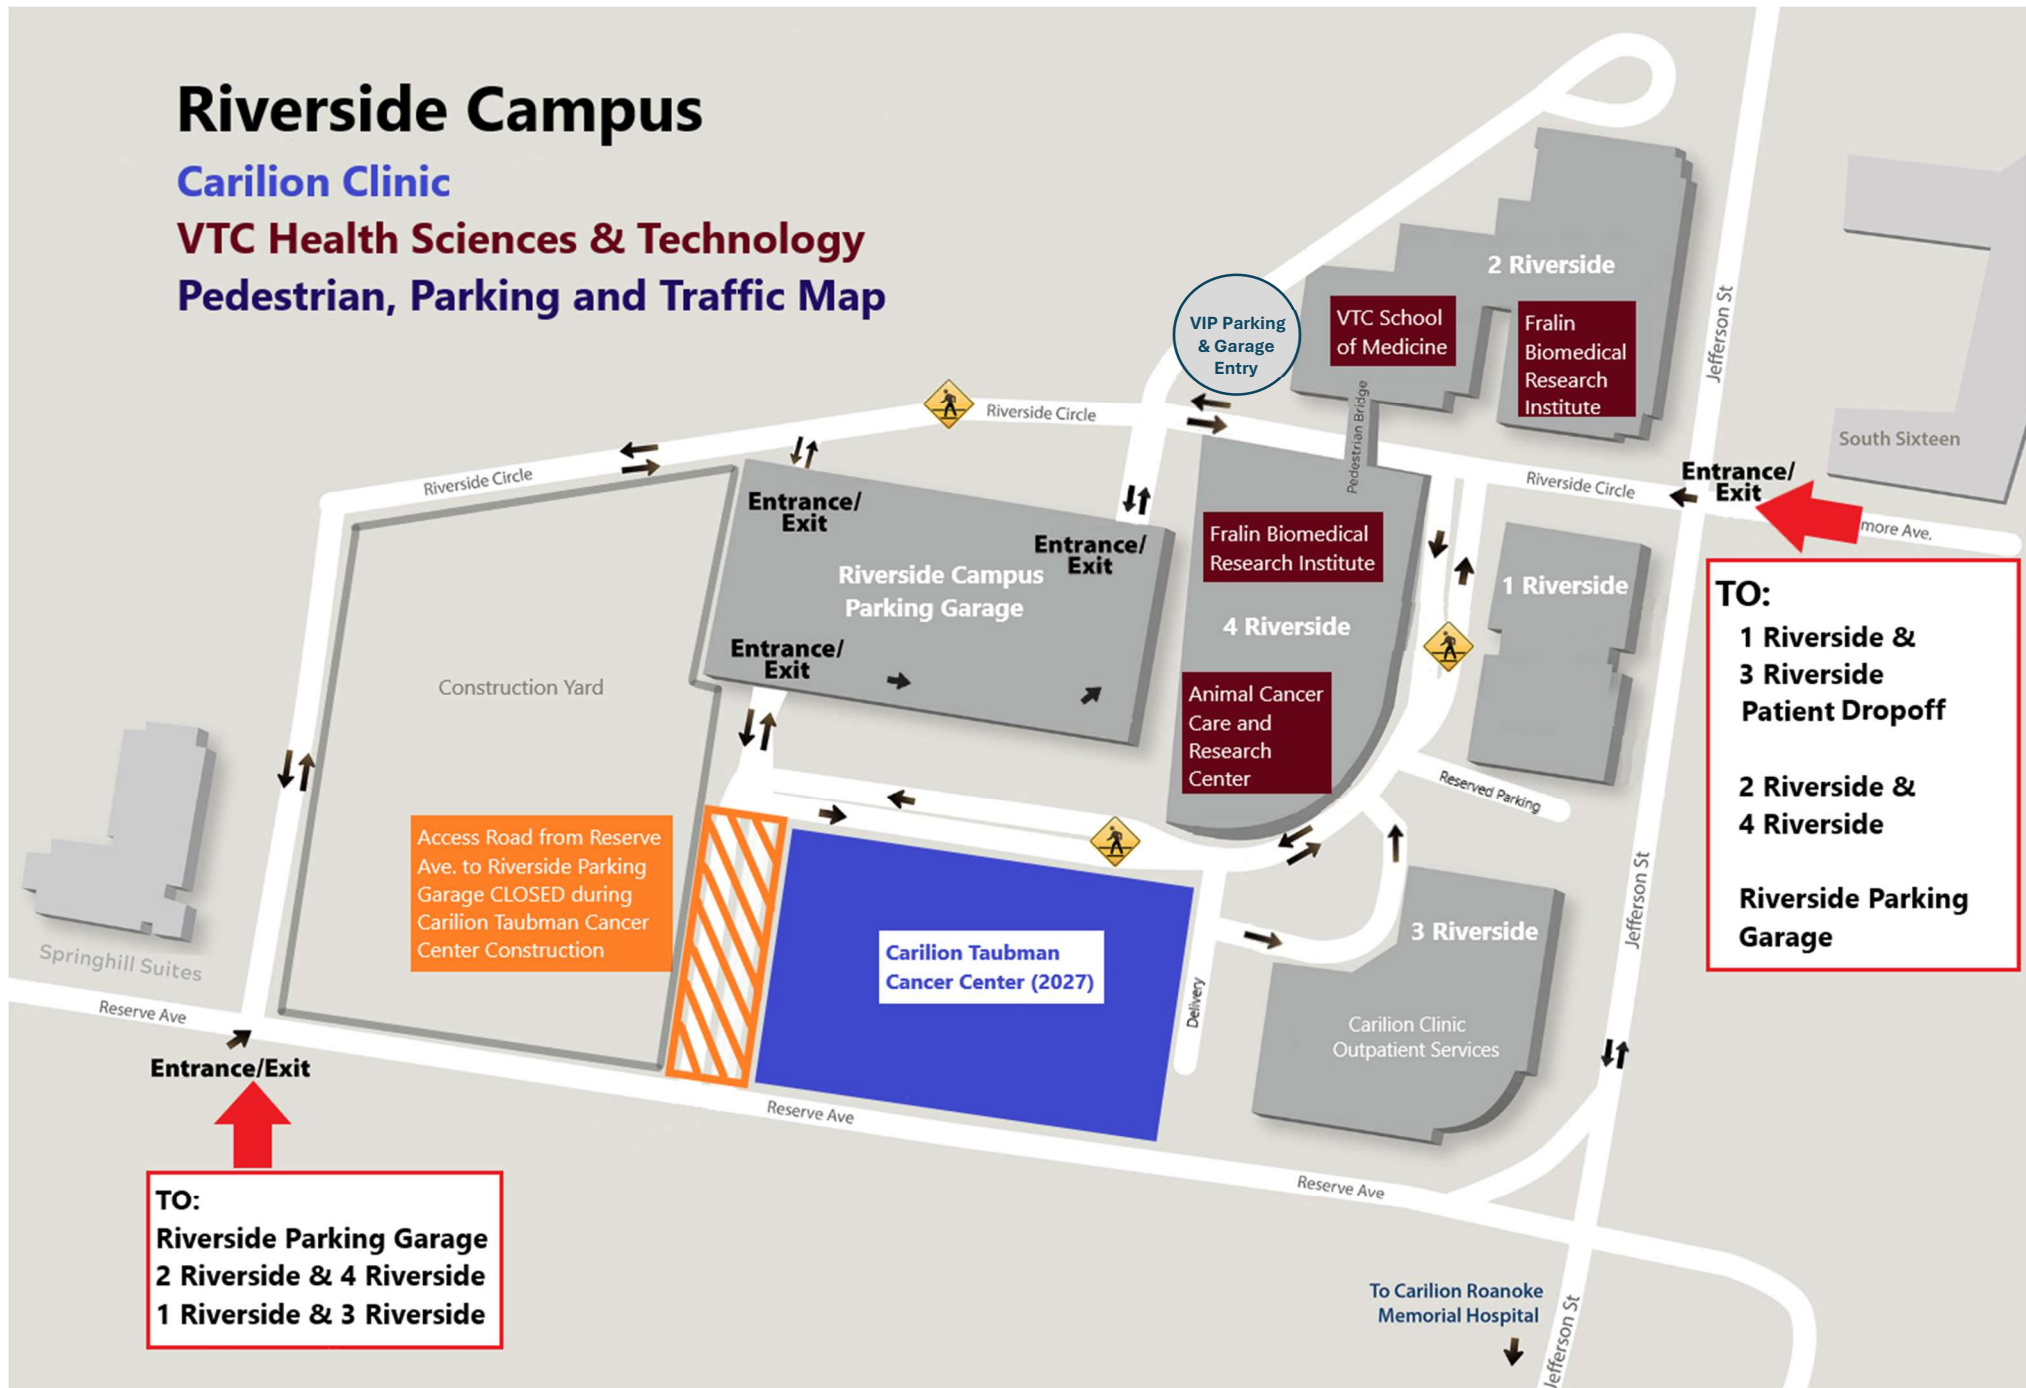 Riverside Campus
Carilion Clinic
VTC Health Sciences & Technology
Pedestrian, Parking and Traffic Map
2 Riverside
VTC School
of Medicine
Fralin
Biomedical
Research
Institute
VIP Parking
& Garage
Entry
Pedestrian Bridge
Jefferson St
South Sixteen
Riverside Circle
Riverside Circle
Riverside Circle
Entrance/
Exit
more Ave.
Entrance/
Exit
Entrance/
Exit
Riverside Campus
Parking Garage
Entrance/
Exit
Fralin Biomedical
Research Institute
4 Riverside
Animal Cancer
Care and
Research
Center
1 Riverside
Reserved Parking
TO:
1 Riverside &
3 Riverside
Patient Dropoff
2 Riverside &
4 Riverside
Riverside Parking
Garage
Construction Yard
Access Road from Reserve
Ave. to Riverside Parking
Garage CLOSED during
Carilion Taubman Cancer
Center Construction
Carilion Taubman
Cancer Center (2027)
Delivery
3 Riverside
Carilion Clinic
Outpatient Services
Jefferson St
Springhill Suites
Reserve Ave
Entrance/Exit
Reserve Ave
Reserve Ave
TO:
Riverside Parking Garage
2 Riverside & 4 Riverside
1 Riverside & 3 Riverside
To Carilion Roanoke
Memorial Hospital
Jefferson St